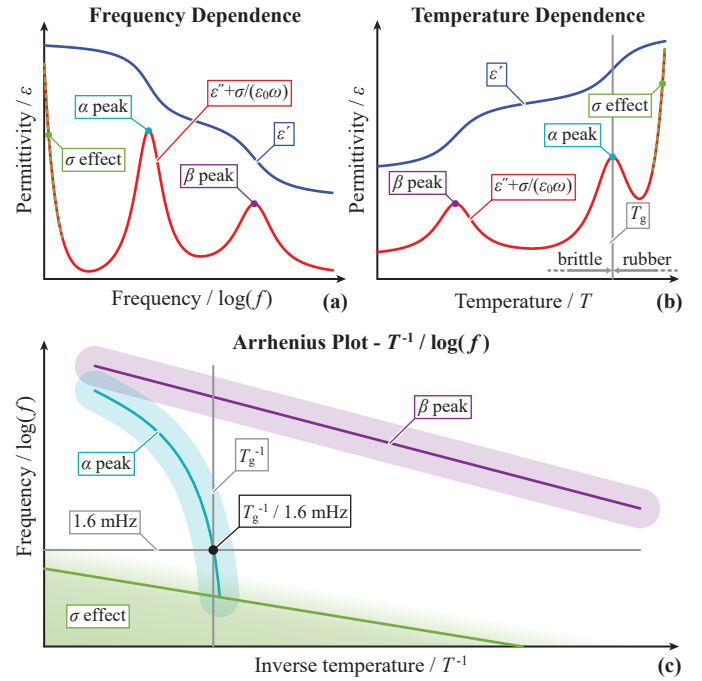 Frequency Dependence
Permittivity / ε
α peak
ε″+σ/(ε₀ω)
ε′
σ effect
β peak
Frequency / log(f)
(a)
Temperature Dependence
Permittivity / ε
ε′
σ effect
α peak
β peak
ε″+σ/(ε₀ω)
Tg
brittle
rubber
Temperature / T
(b)
Arrhenius Plot - T⁻¹ / log(f)
Frequency / log(f)
β peak
α peak
Tg⁻¹
Tg⁻¹ / 1.6 mHz
1.6 mHz
σ effect
Inverse temperature / T⁻¹
(c)